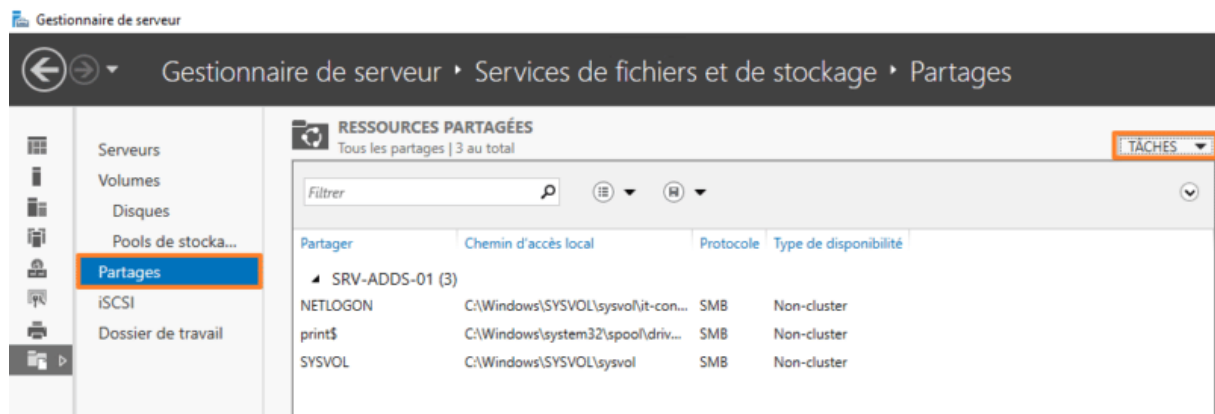 Gestionnaire de serveur
Gestionnaire de serveur ‣ Services de fichiers et de stockage ‣ Partages
Serveurs
Volumes
Disques
Pools de stocka...
Partages
iSCSI
Dossier de travail
RESSOURCES PARTAGÉES
Tous les partages | 3 au total
TÂCHES
Filtrer
Partager Chemin d'accès local Protocole Type de disponibilité
SRV-ADDS-01 (3)
NETLOGON C:\Windows\SYSVOL\sysvol\it-con... SMB Non-cluster
print$ C:\Windows\system32\spool\driv... SMB Non-cluster
SYSVOL C:\Windows\SYSVOL\sysvol SMB Non-cluster